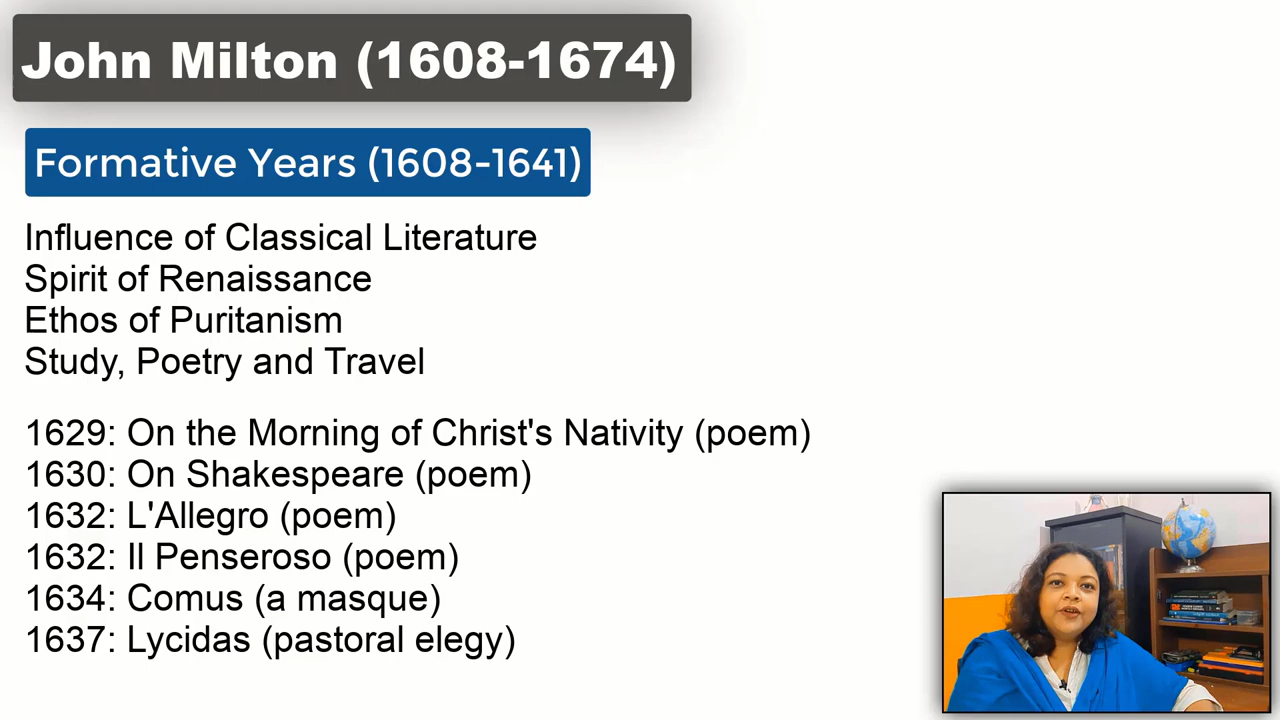 John Milton (1608-1674)
Formative Years (1608-1641)
Influence of Classical Literature
Spirit of Renaissance
Ethos of Puritanism
Study, Poetry and Travel
1629: On the Morning of Christ's Nativity (poem)
1630: On Shakespeare (poem)
1632: L'Allegro (poem)
1632: Il Penseroso (poem)
1634: Comus (a masque)
1637: Lycidas (pastoral elegy)